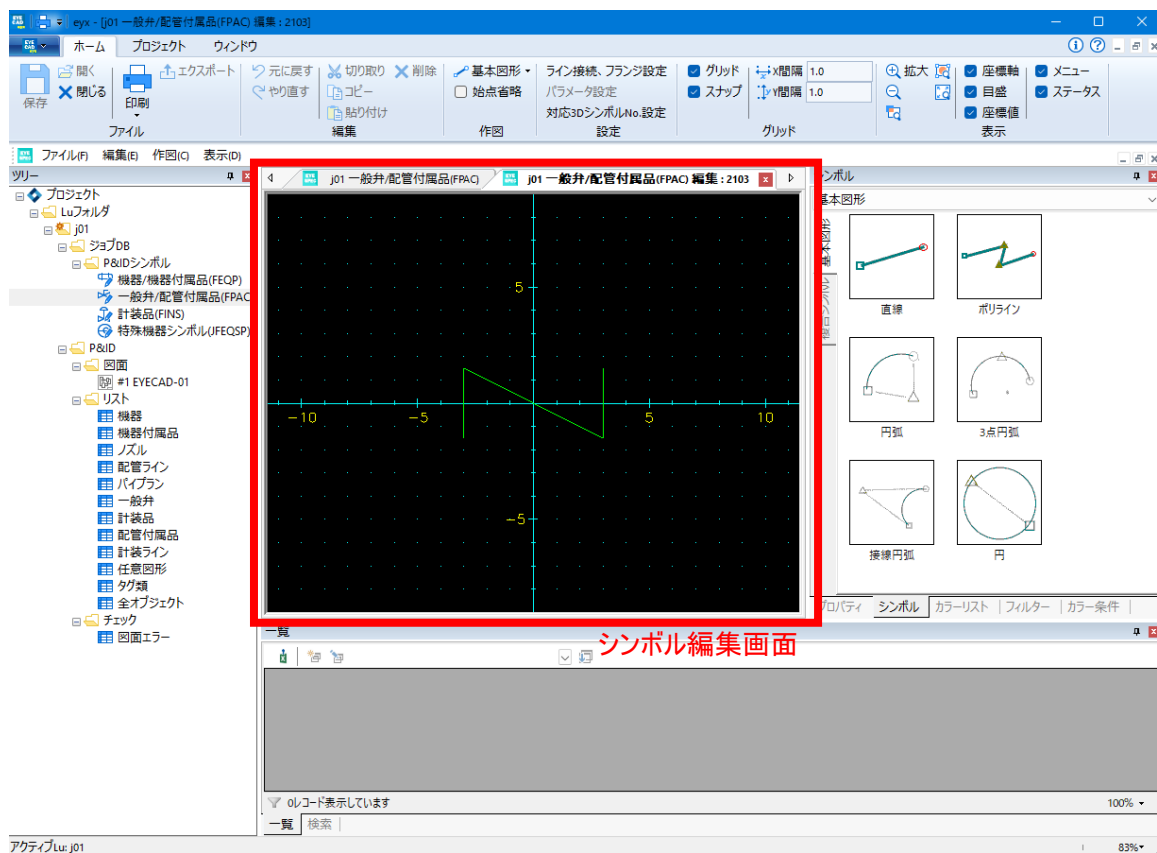 eyx - [j01 一般弁/配管付属品(FPAC) 編集 : 2103]
ホーム プロジェクト ウィンドウ
保存
開く
閉じる
印刷
エクスポート
ファイル
元に戻す
やり直す
切り取り
削除
コピー
貼り付け
編集
基本図形
始点省略
作図
ライン接続、フランジ設定
パラメータ設定
対応3DシンボルNo.設定
設定
グリッド
スナップ
X間隔 1.0
Y間隔 1.0
グリッド
拡大
座標軸
目盛
座標値
メニュー
ステータス
表示
ファイル(F) 編集(E) 作図(C) 表示(D)
ツリー
プロジェクト
Luフォルダ
j01
ジョブDB
P&IDシンボル
機器/機器付属品(FEQP)
一般弁/配管付属品(FPAC
計装品(FINS)
特殊機器シンボル(JFEQSP)
P&ID
図面
#1 EYECAD-01
リスト
機器
機器付属品
ノズル
配管ライン
パイプラン
一般弁
計装品
配管付属品
計装ライン
任意図形
タグ類
全オブジェクト
チェック
図面エラー
j01 一般弁/配管付属品(FPAC)
j01 一般弁/配管付属品(FPAC) 編集 : 2103
5
-10 -5 5 10
-5
シンボル編集画面
シンボル
基本図形
基本図形
直線
ポリライン
円弧
3点円弧
接線円弧
円
プロパティ シンボル カラーリスト フィルター カラー条件
一覧
0レコード表示しています
100%
一覧 検索
アクティブLu: j01
83%